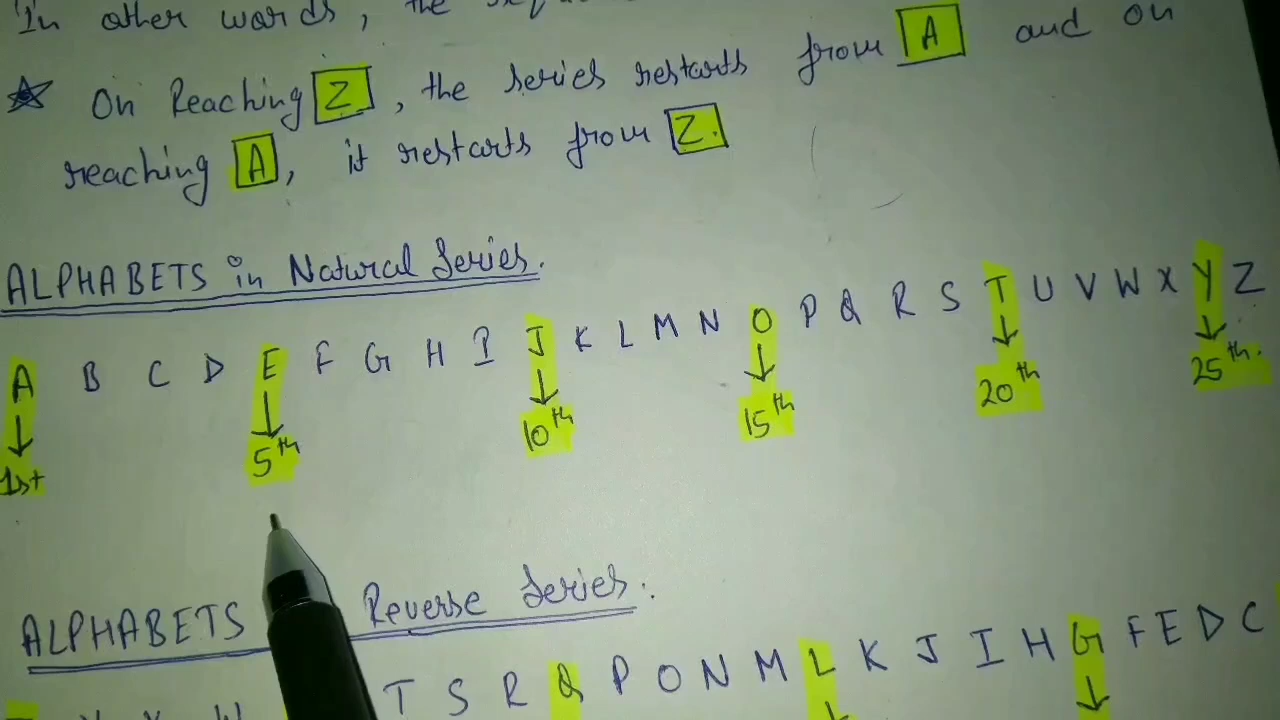 In other words, the
☆ On Reaching Z, the series restarts from A and on
reaching A, it restarts from Z.
ALPHABETS in Natural Series.
A B C D E F G H I J K L M N O P Q R S T U V W X Y Z
1st 5th 10th 15th 20th 25th.
ALPHABETS Reverse Series.
T S R Q P O N M L K J I H G F E D C